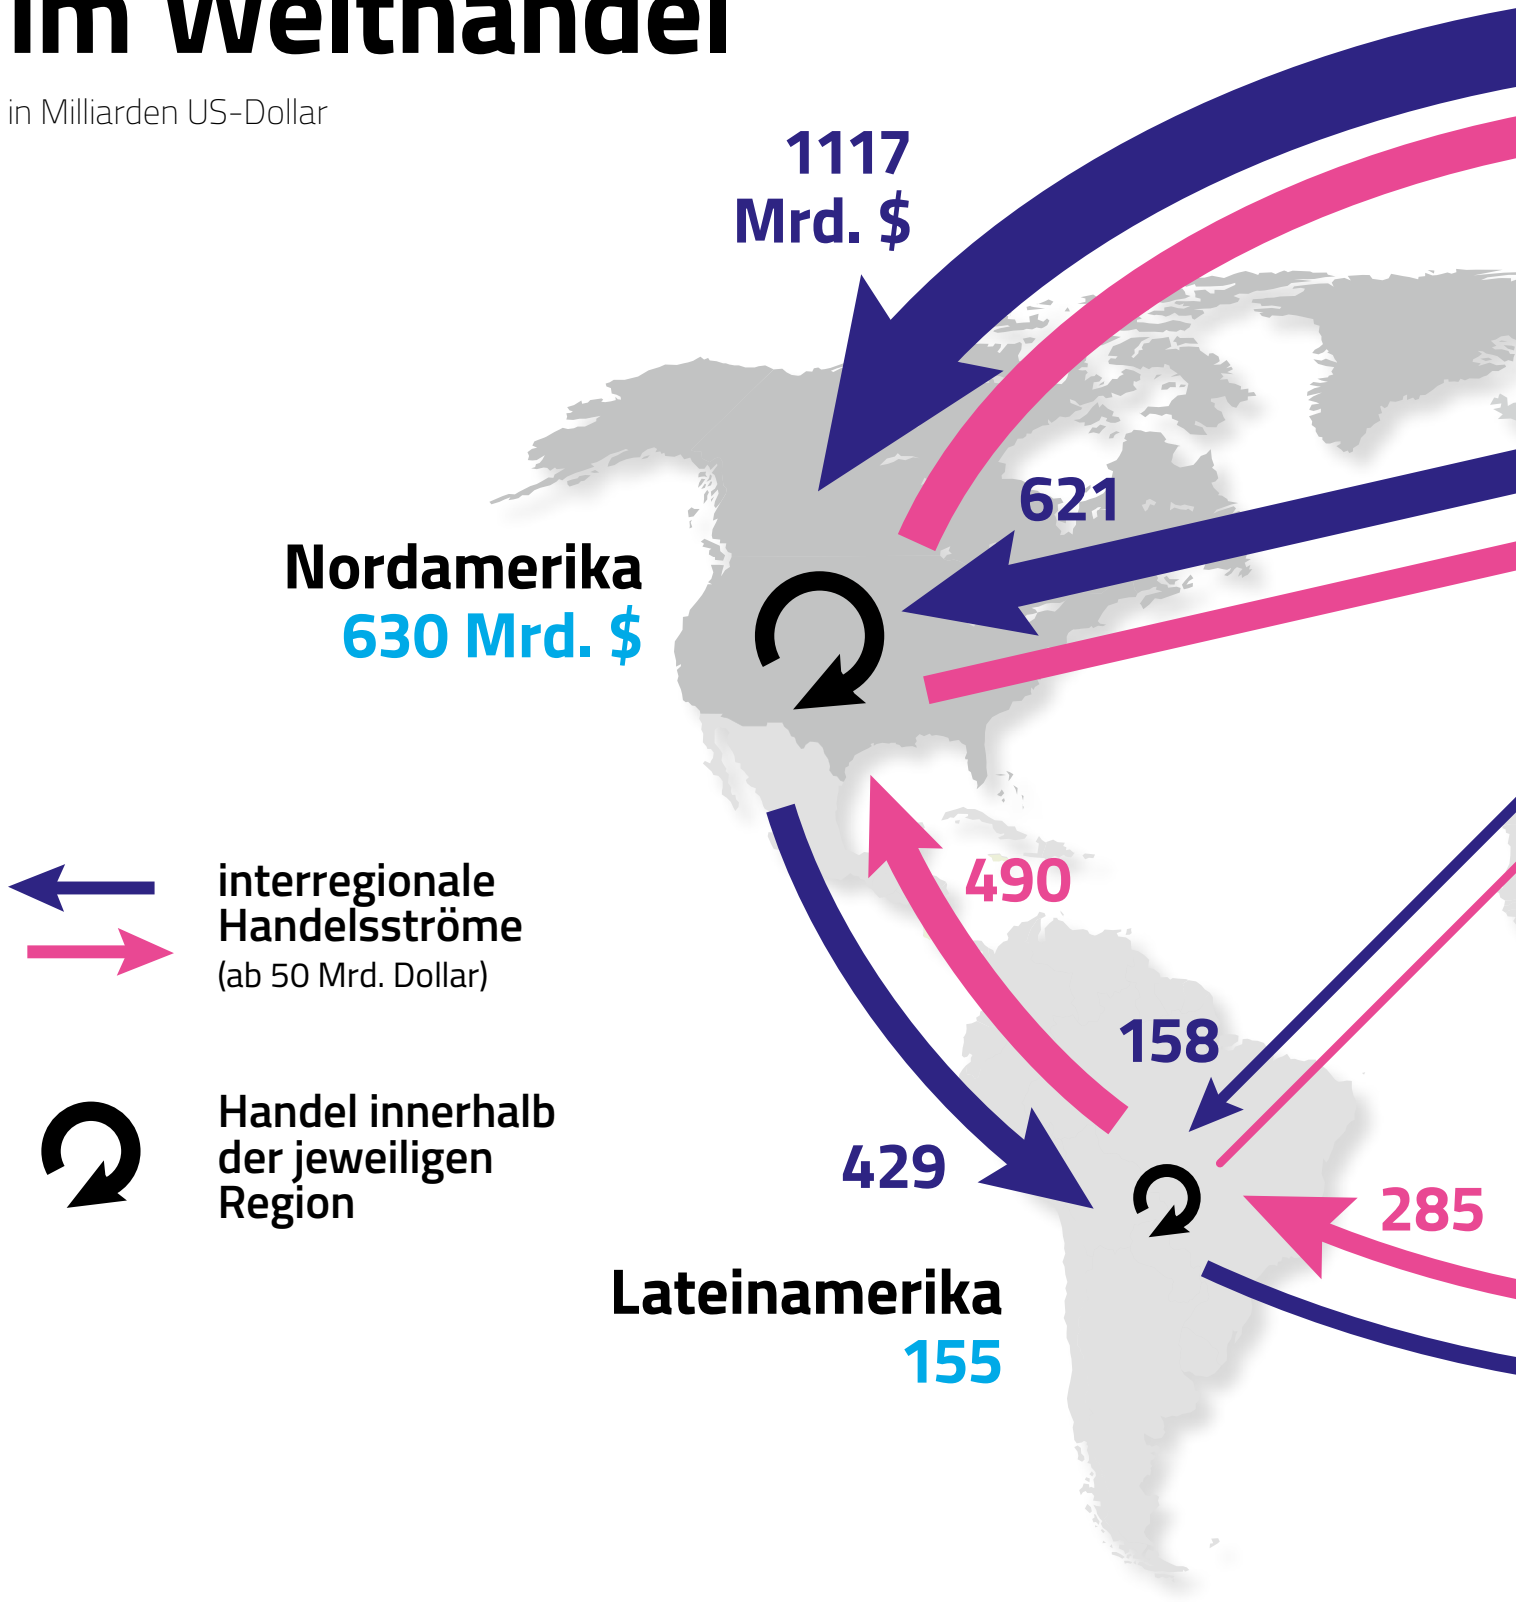 im Welthandel
in Milliarden US-Dollar
1117
Mrd. $
621
Nordamerika
630 Mrd. $
490
interregionale
Handelsströme
(ab 50 Mrd. Dollar)
158
Handel innerhalb
der jeweiligen
Region
429
285
Lateinamerika
155